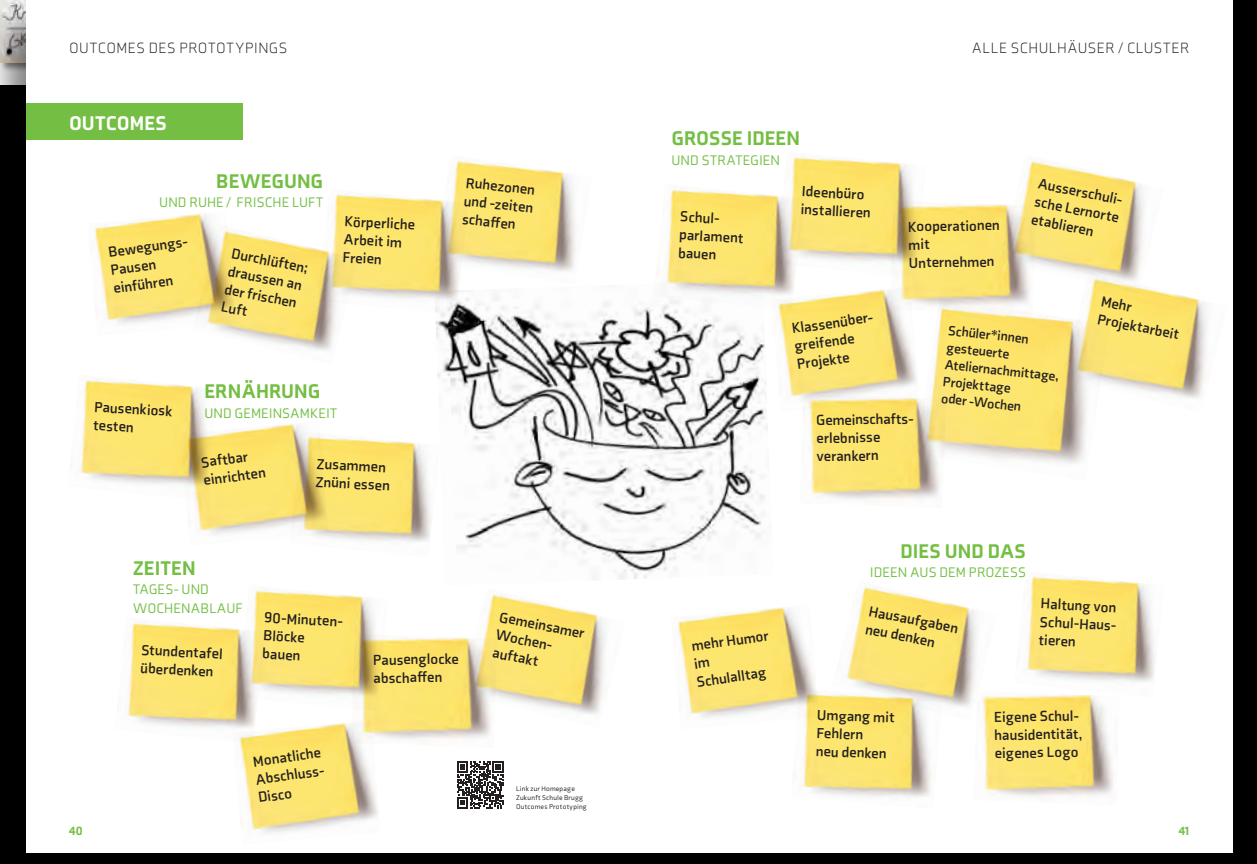 OUTCOMES DES PROTOTYPINGS
ALLE SCHULHÄUSER / CLUSTER
OUTCOMES
BEWEGUNG
UND RUHE / FRISCHE LUFT
Bewegungs-
Pausen
einführen
Durchlüften;
draussen an
der frischen
Luft
Körperliche
Arbeit im
Freien
Ruhezonen
und -zeiten
schaffen
ERNÄHRUNG
UND GEMEINSAMKEIT
Pausenkiosk
testen
Saftbar
einrichten
Zusammen
Znüni essen
ZEITEN
TAGES- UND
WOCHENABLAUF
Stundentafel
überdenken
90-Minuten-
Blöcke
bauen
Pausenglocke
abschaffen
Gemeinsamer
Wochen-
auftakt
Monatliche
Abschluss-
Disco
Link zur Homepage
Zukunft Schule Brugg
Outcomes Prototyping
40
GROSSE IDEEN
UND STRATEGIEN
Schul-
parlament
bauen
Ideenbüro
installieren
Kooperationen
mit
Unternehmen
Ausserschuli-
sche Lernorte
etablieren
Klassenüber-
greifende
Projekte
Schüler*innen
gesteuerte
Ateliernachmittage,
Projekttage
oder -Wochen
Mehr
Projektarbeit
Gemeinschafts-
erlebnisse
verankern
DIES UND DAS
IDEEN AUS DEM PROZESS
mehr Humor
im
Schulalltag
Hausaufgaben
neu denken
Haltung von
Schul-Haus-
tieren
Umgang mit
Fehlern
neu denken
Eigene Schul-
hausidentität,
eigenes Logo
41